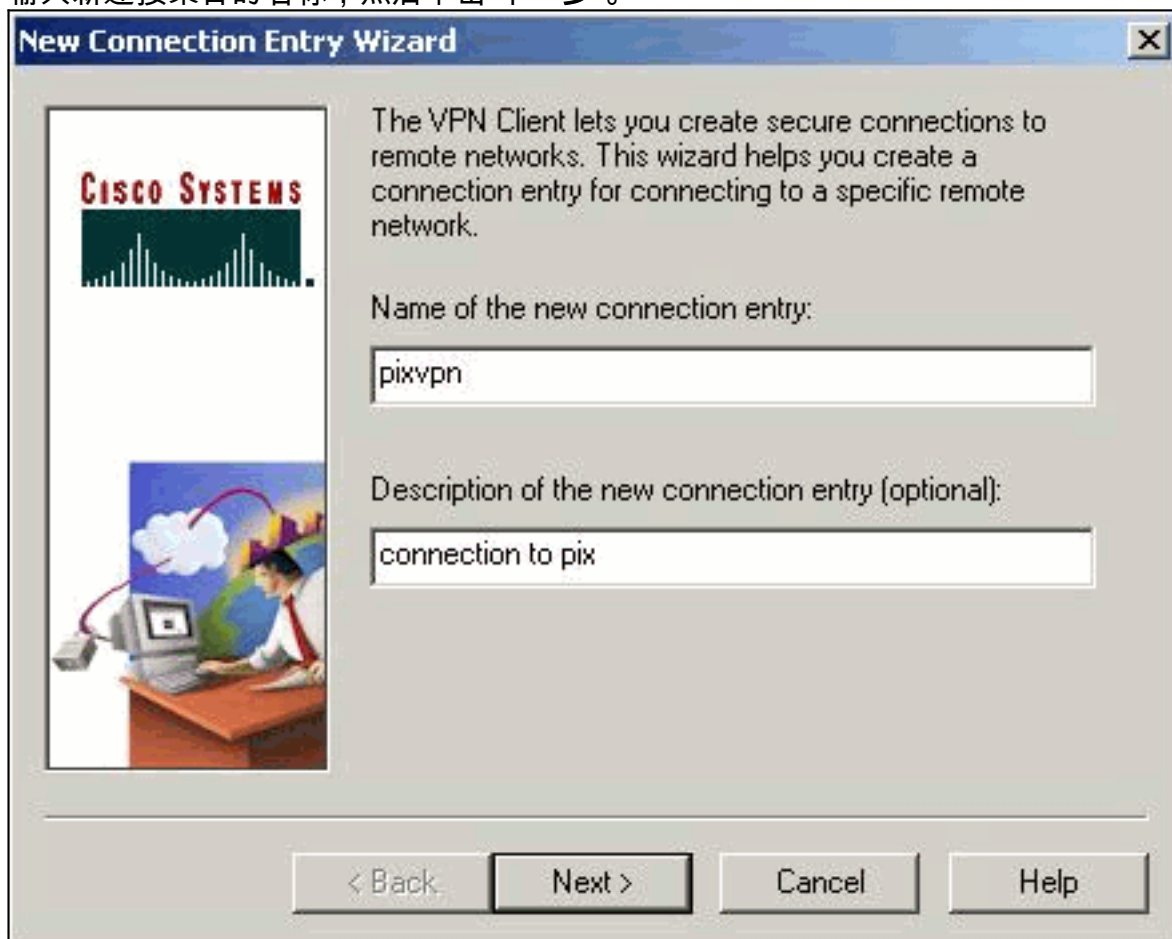 New Connection Entry Wizard
CISCO SYSTEMS
The VPN Client lets you create secure connections to
remote networks. This wizard helps you create a
connection entry for connecting to a specific remote
network.
Name of the new connection entry:
pixvpn
Description of the new connection entry (optional):
connection to pix
< Back
Next >
Cancel
Help